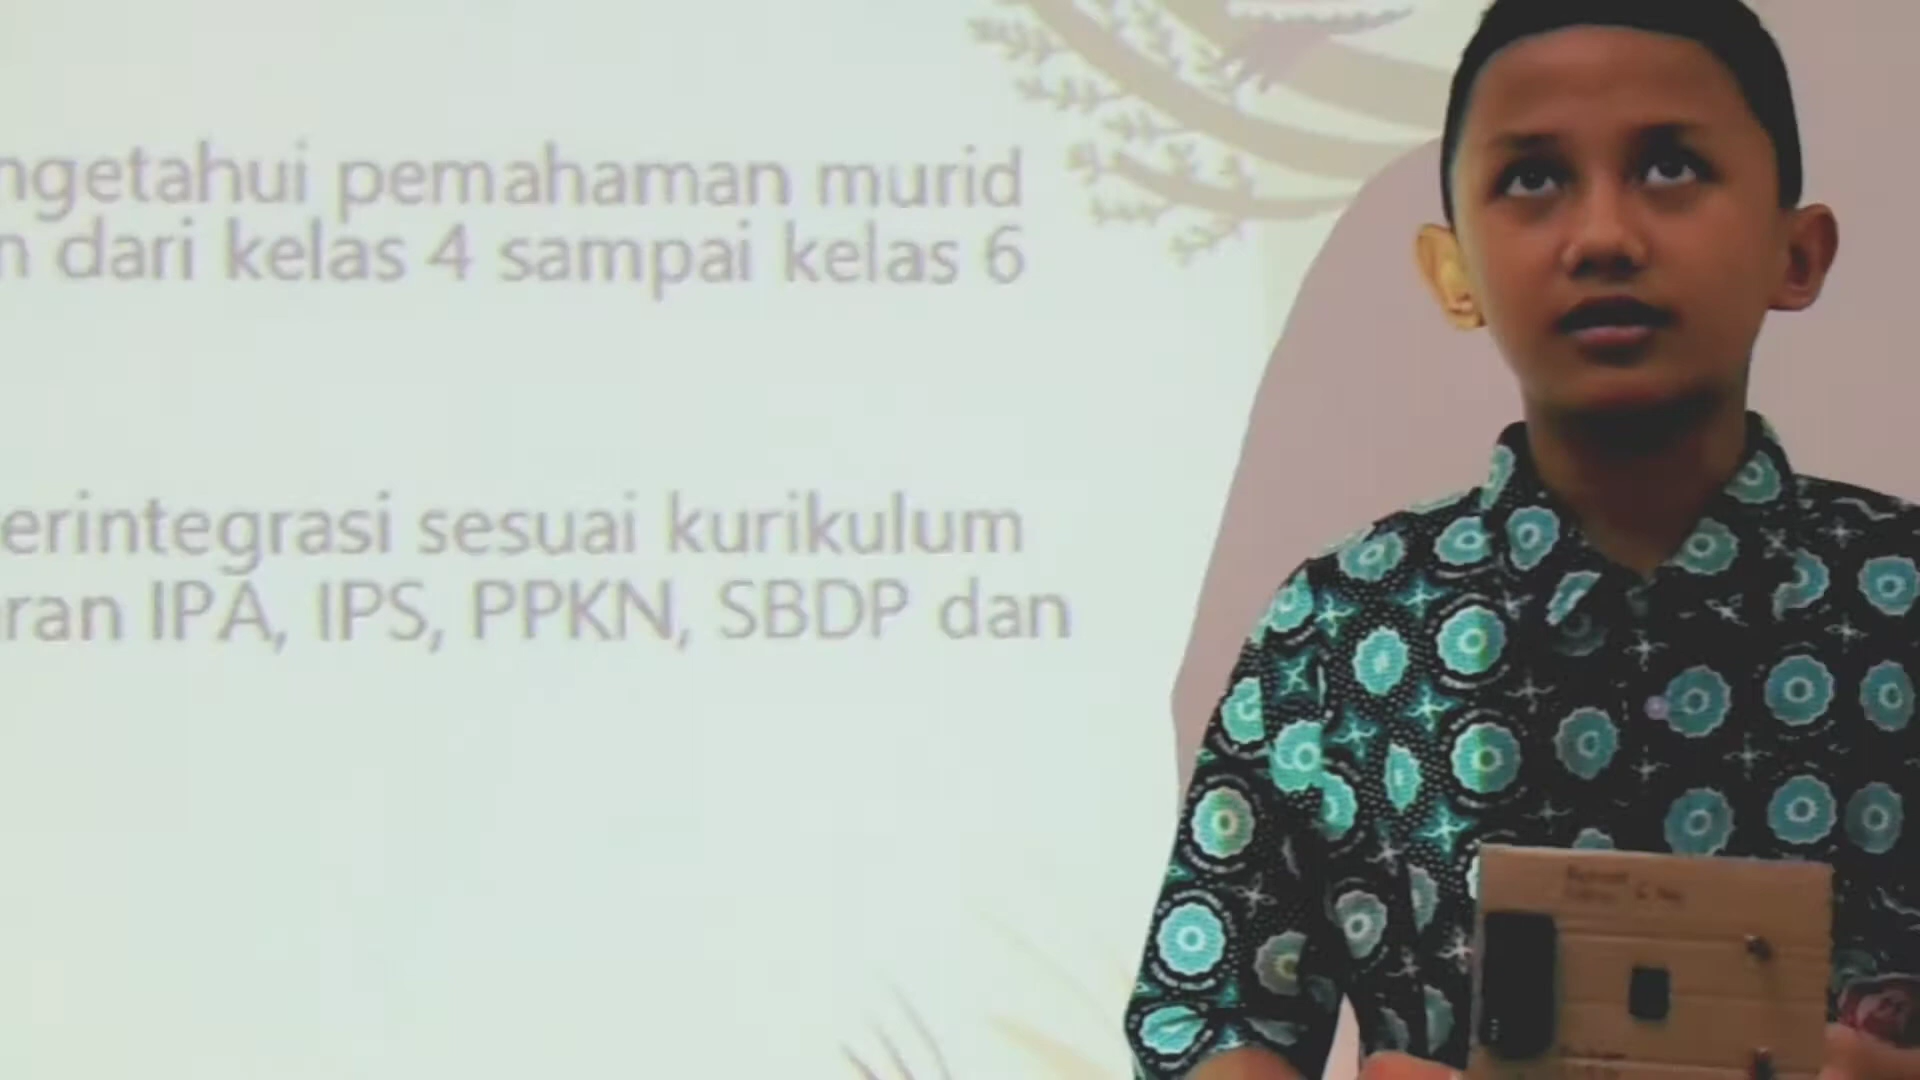 ngetahui pemahaman murid
n dari kelas 4 sampai kelas 6
erintegrasi sesuai kurikulum
ran IPA, IPS, PPKN, SBDP dan